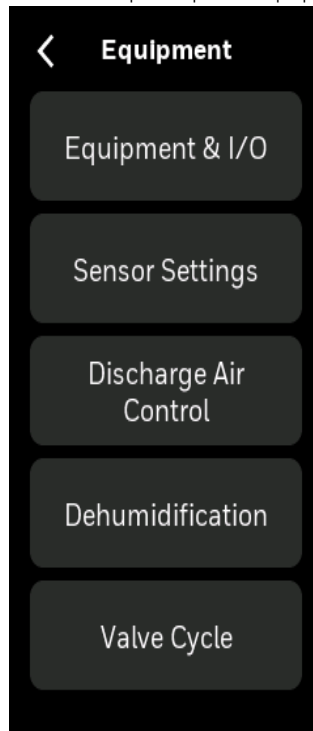 Equipment
Equipment & I/O
Sensor Settings
Discharge Air
Control
Dehumidification
Valve Cycle